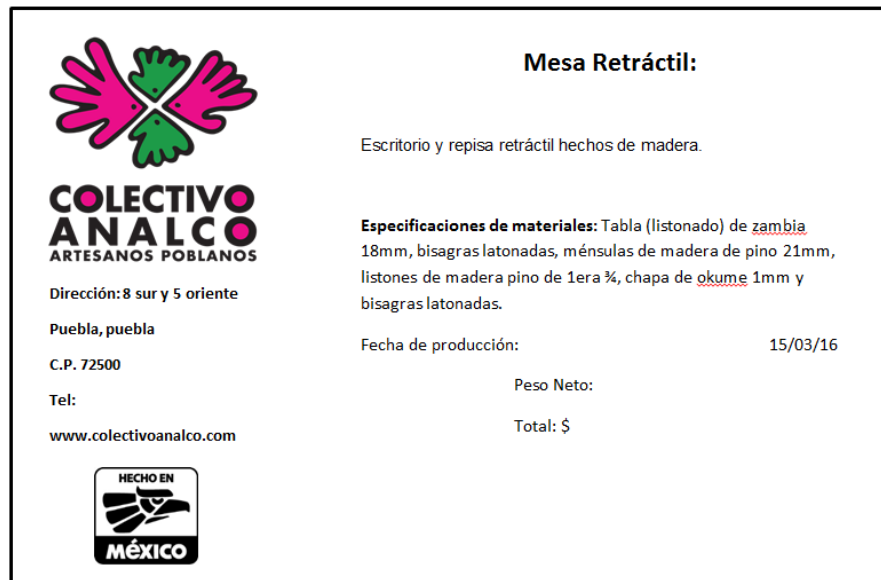 COLECTIVO
ANALCO
ARTESANOS POBLANOS
Dirección: 8 sur y 5 oriente
Puebla, puebla
C.P. 72500
Tel:
www.colectivoanalco.com
HECHO EN
MÉXICO
Mesa Retráctil:
Escritorio y repisa retráctil hechos de madera.
Especificaciones de materiales: Tabla (listonado) de zambia
18mm, bisagras latonadas, ménsulas de madera de pino 21mm,
listones de madera pino de 1era ¾, chapa de okume 1mm y
bisagras latonadas.
Fecha de producción: 15/03/16
Peso Neto:
Total: $